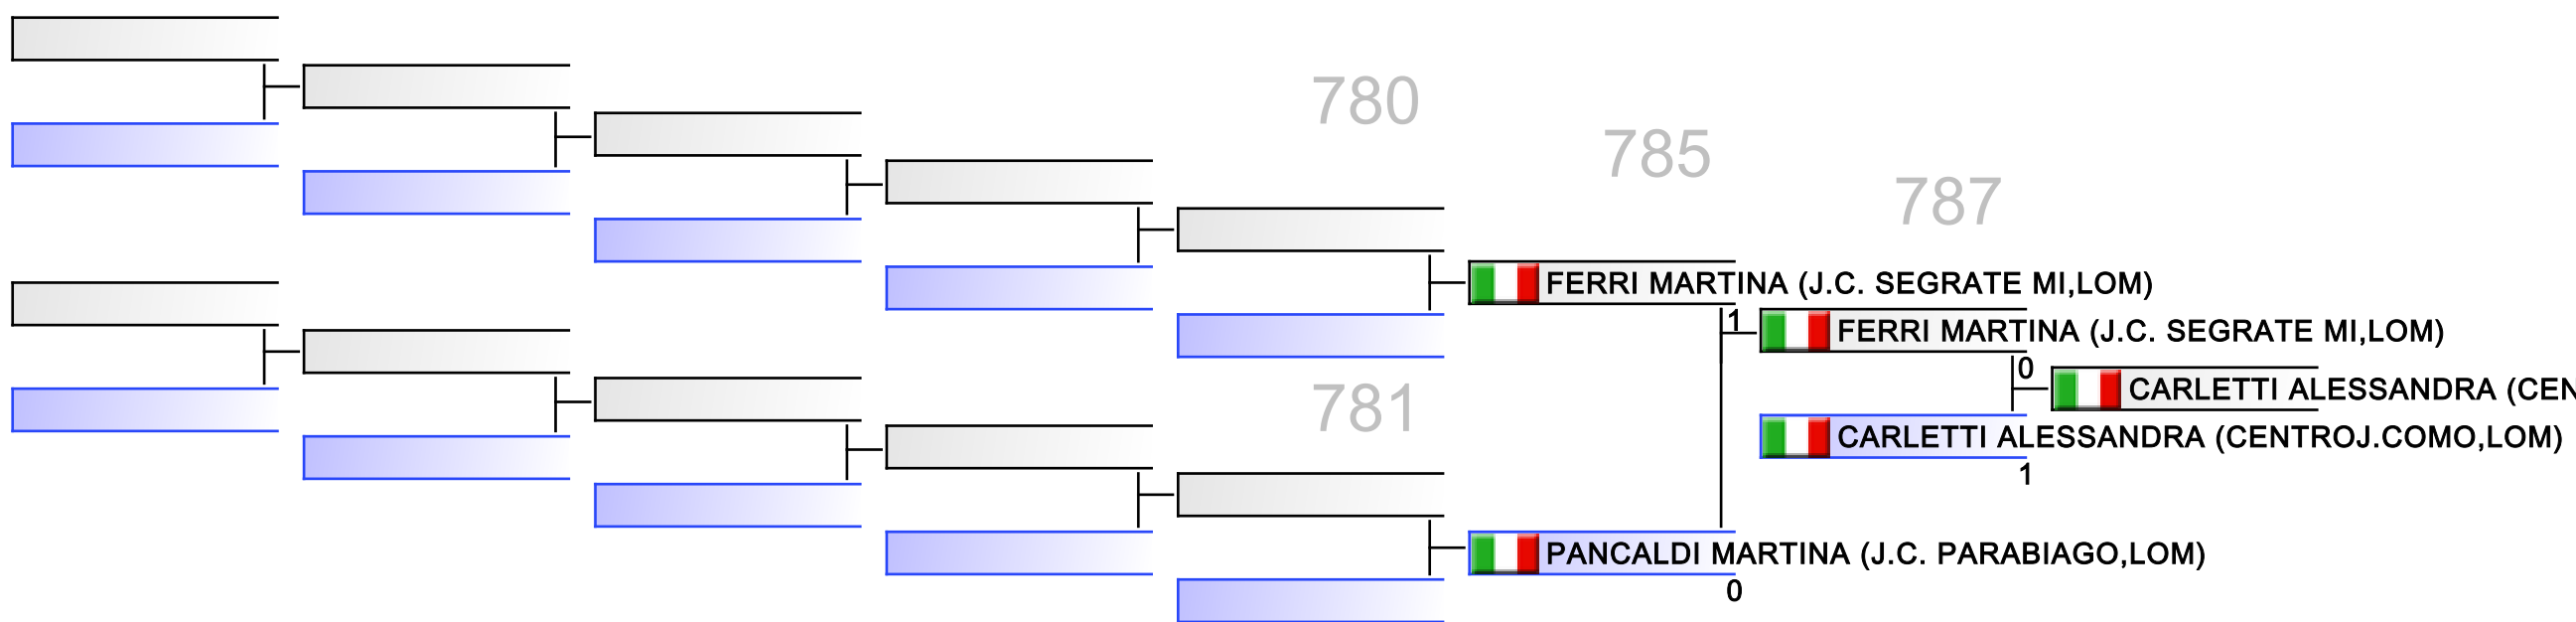 780
785
787
FERRI MARTINA (J.C. SEGRATE MI,LOM)
1
FERRI MARTINA (J.C. SEGRATE MI,LOM)
0
CARLETTI ALESSANDRA (CEN
781
CARLETTI ALESSANDRA (CENTROJ.COMO,LOM)
1
PANCALDI MARTINA (J.C. PARABIAGO,LOM)
0